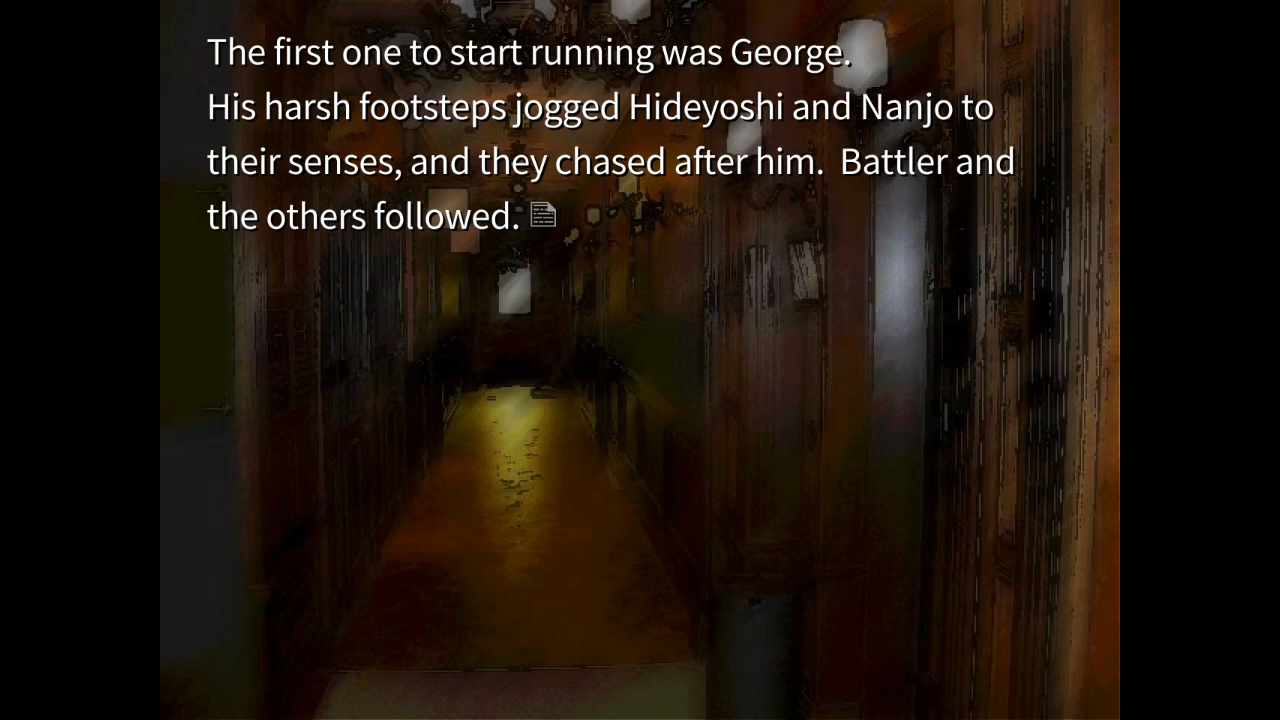 The first one to start running was George.
His harsh footsteps jogged Hideyoshi and Nanjo to
their senses, and they chased after him.  Battler and
the others followed.